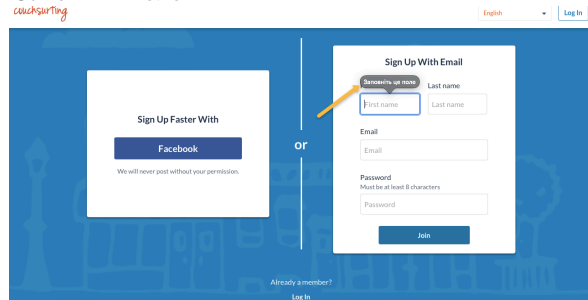 couchsurfing
English
Log In
Sign Up Faster With
Facebook
We will never post without your permission.
or
Sign Up With Email
Заповніть це поле
Last name
First name
Last name
Email
Email
Password
Must be at least 8 characters
Password
Join
Already a member?
Log In